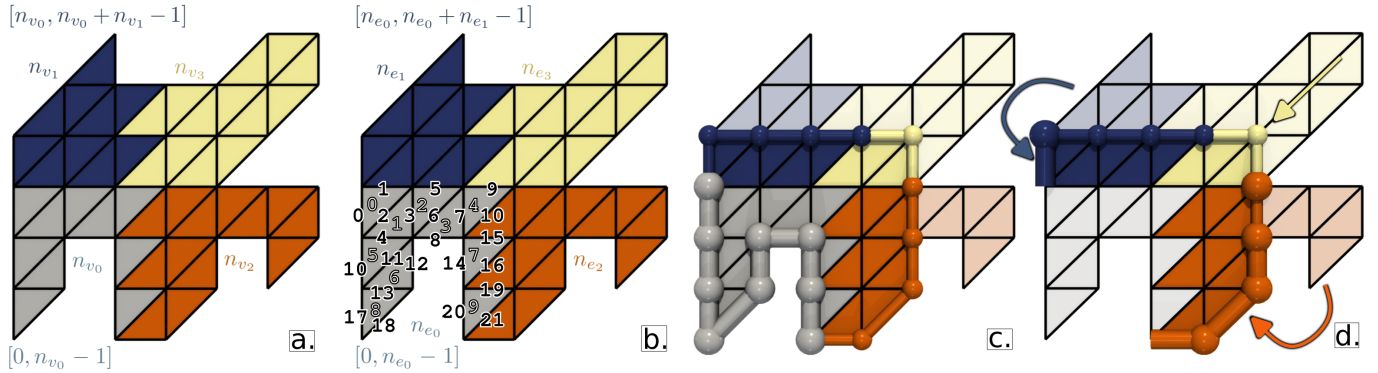 [n_{v_0}, n_{v_0} + n_{v_1} − 1]
[n_{e_0}, n_{e_0} + n_{e_1} − 1]
n_{v_1}
n_{v_3}
n_{e_1}
n_{e_3}
1 5 9
0 2 4
0 2 3 6 7 10
1 3
4 8 15
n_{v_0}
n_{v_2}
5 11 12 14 7 16
n_{e_2}
10
6
13 19
17 8 20 9
18 21
n_{e_0}
a.
b.
c.
d.
[0, n_{v_0} − 1]
[0, n_{e_0} − 1]